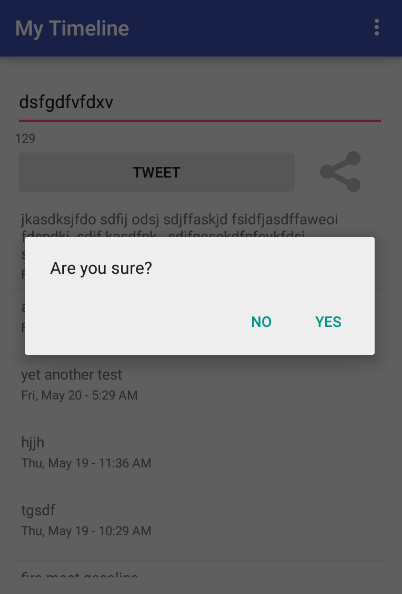 My Timeline
dsfgdfvfdxv
129
TWEET
jkasdksjfdo sdfij odsj sdjffaskjd fsidfjasdffaweoi
Are you sure?
NO YES
yet another test
Fri, May 20 - 5:29 AM
hjjh
Thu, May 19 - 11:36 AM
tgsdf
Thu, May 19 - 10:29 AM